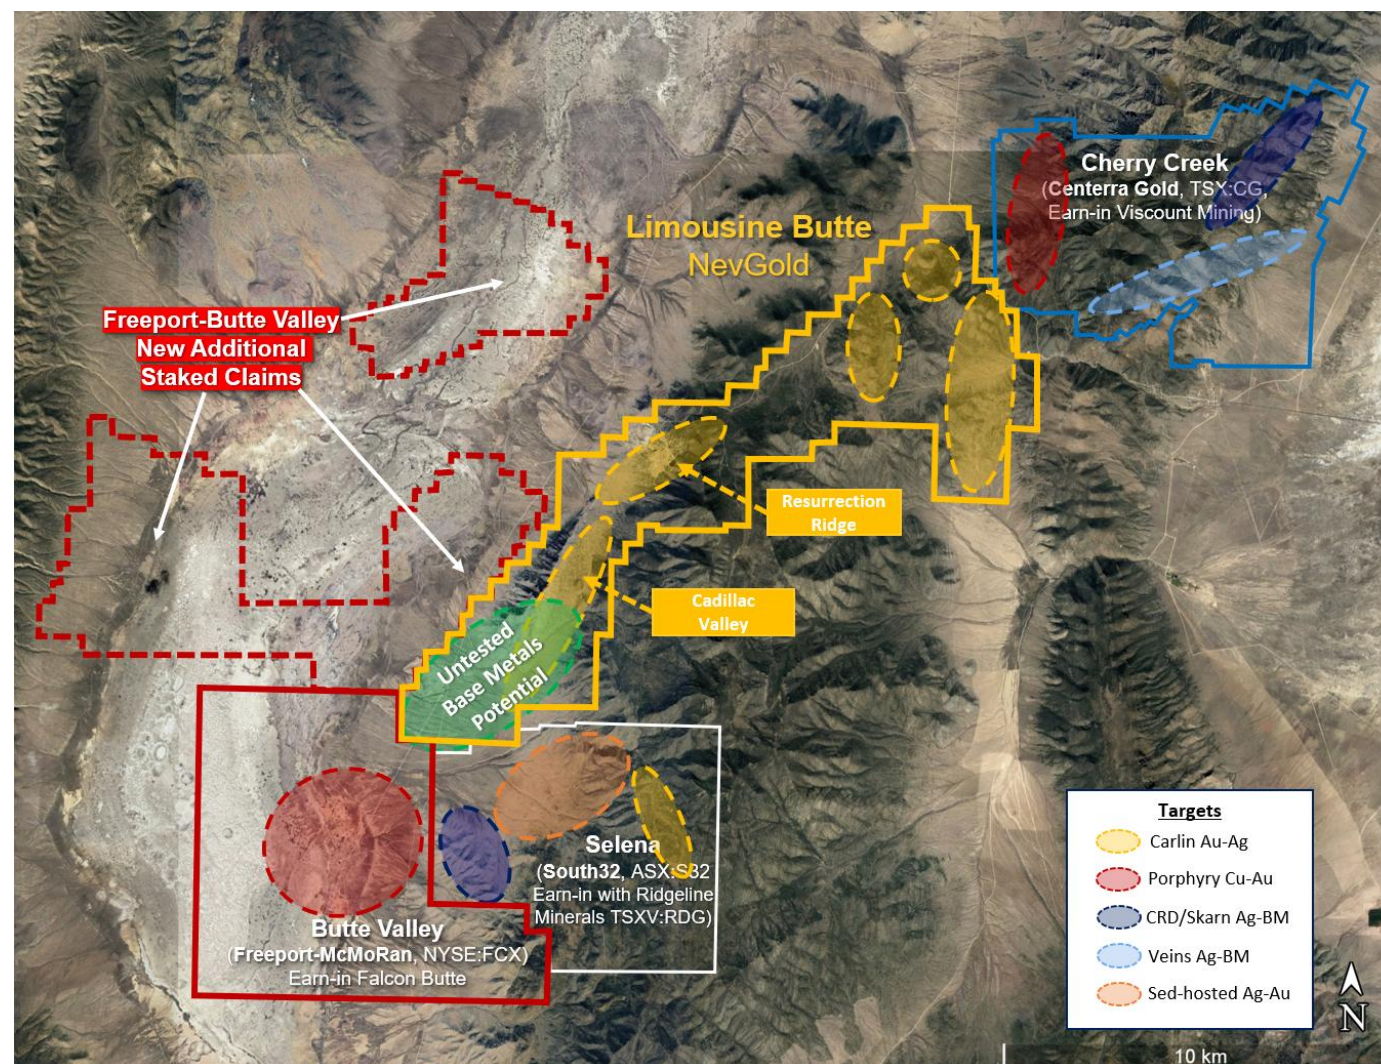 Cherry Creek
(Centerra Gold, TSX:CG,
Earn-in Viscount Mining)
Limousine Butte
NevGold
Freeport-Butte Valley
New Additional
Staked Claims
Resurrection
Ridge
Cadillac
Valley
Untested
Base Metals
Potential
Selena
(South32, ASX:S32
Earn-in with Ridgeline
Minerals TSXV:RDG)
Butte Valley
(Freeport-McMoRan, NYSE:FCX)
Earn-in Falcon Butte
Targets
Carlin Au-Ag
Porphyry Cu-Au
CRD/Skarn Ag-BM
Veins Ag-BM
Sed-hosted Ag-Au
N
10 km